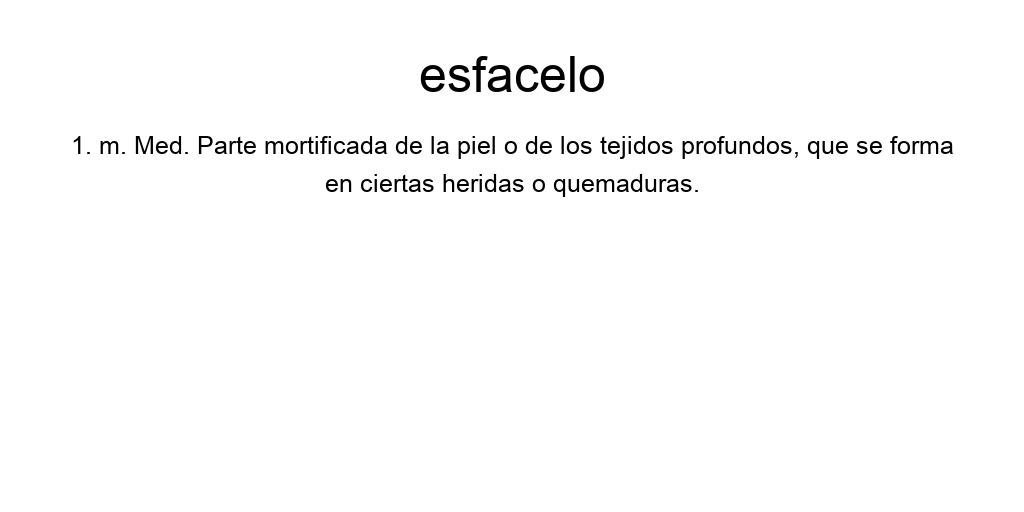 esfacelo
1. m. Med. Parte mortificada de la piel o de los tejidos profundos, que se forma
en ciertas heridas o quemaduras.